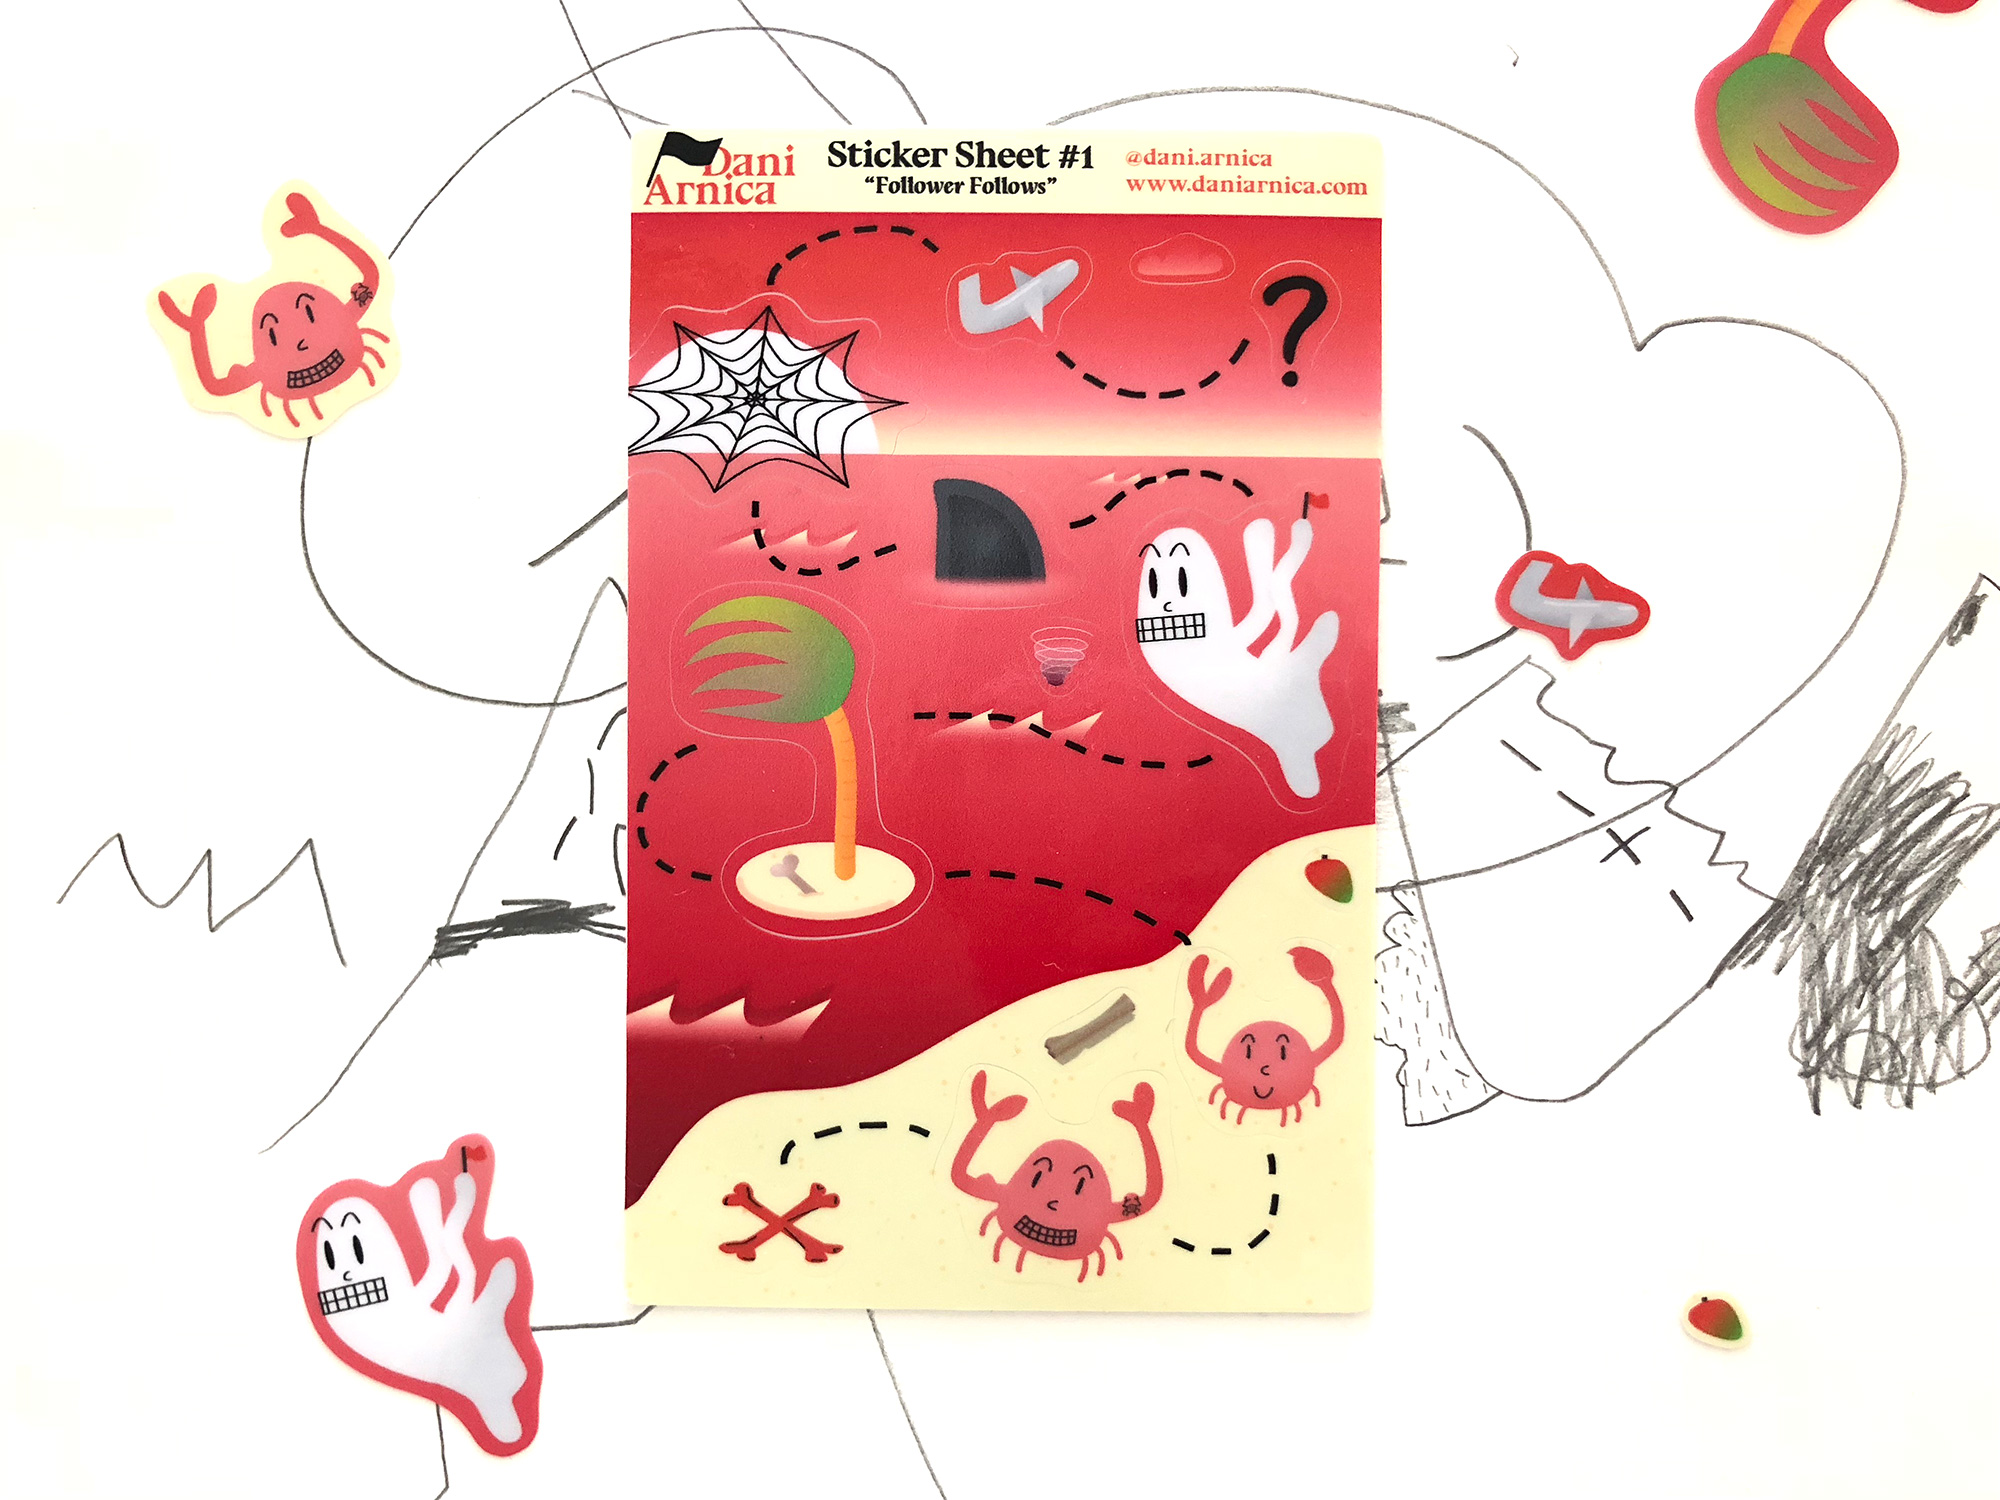 Dani
Arnica
Sticker Sheet #1
“Follower Follows”
@dani.arnica
www.daniarnica.com